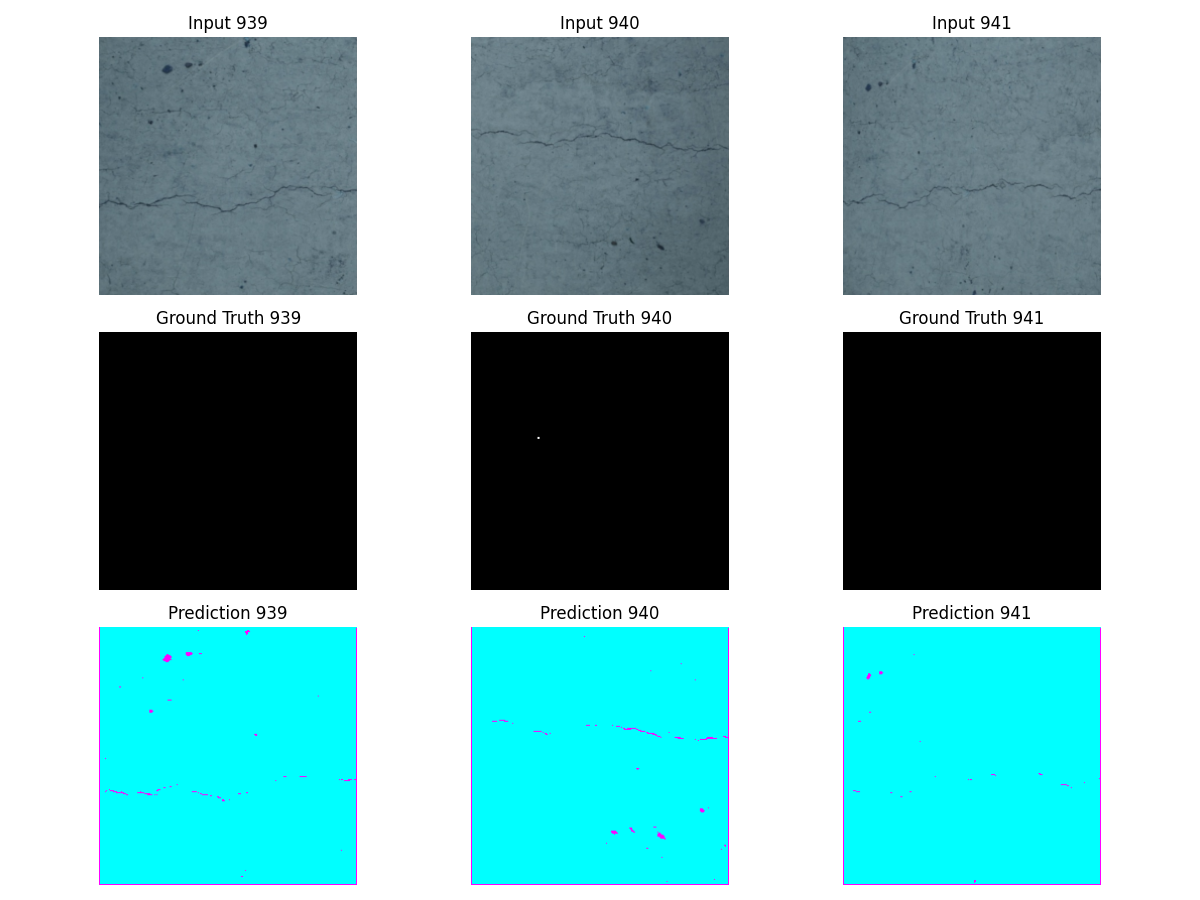 Input 939
Input 940
Input 941
Ground Truth 939
Ground Truth 940
Ground Truth 941
Prediction 939
Prediction 940
Prediction 941